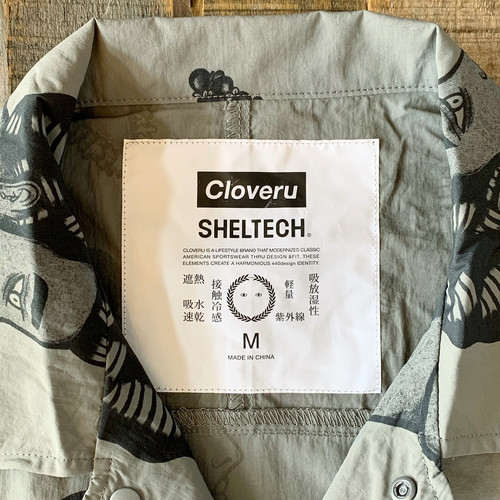 Cloveru
SHELTECH®
CLOVERU IS A LIFESTYLE BRAND THAT MODERNIZES CLASSIC
AMERICAN SPORTSWEAR THRU DESIGN &FIT. THESE
ELEMENTS CREATE A HARMONIOUS 440design IDENTITY.
遮熱
吸水
速乾
接触冷感
軽量
紫外線
吸放湿性
M
MADE IN CHINA